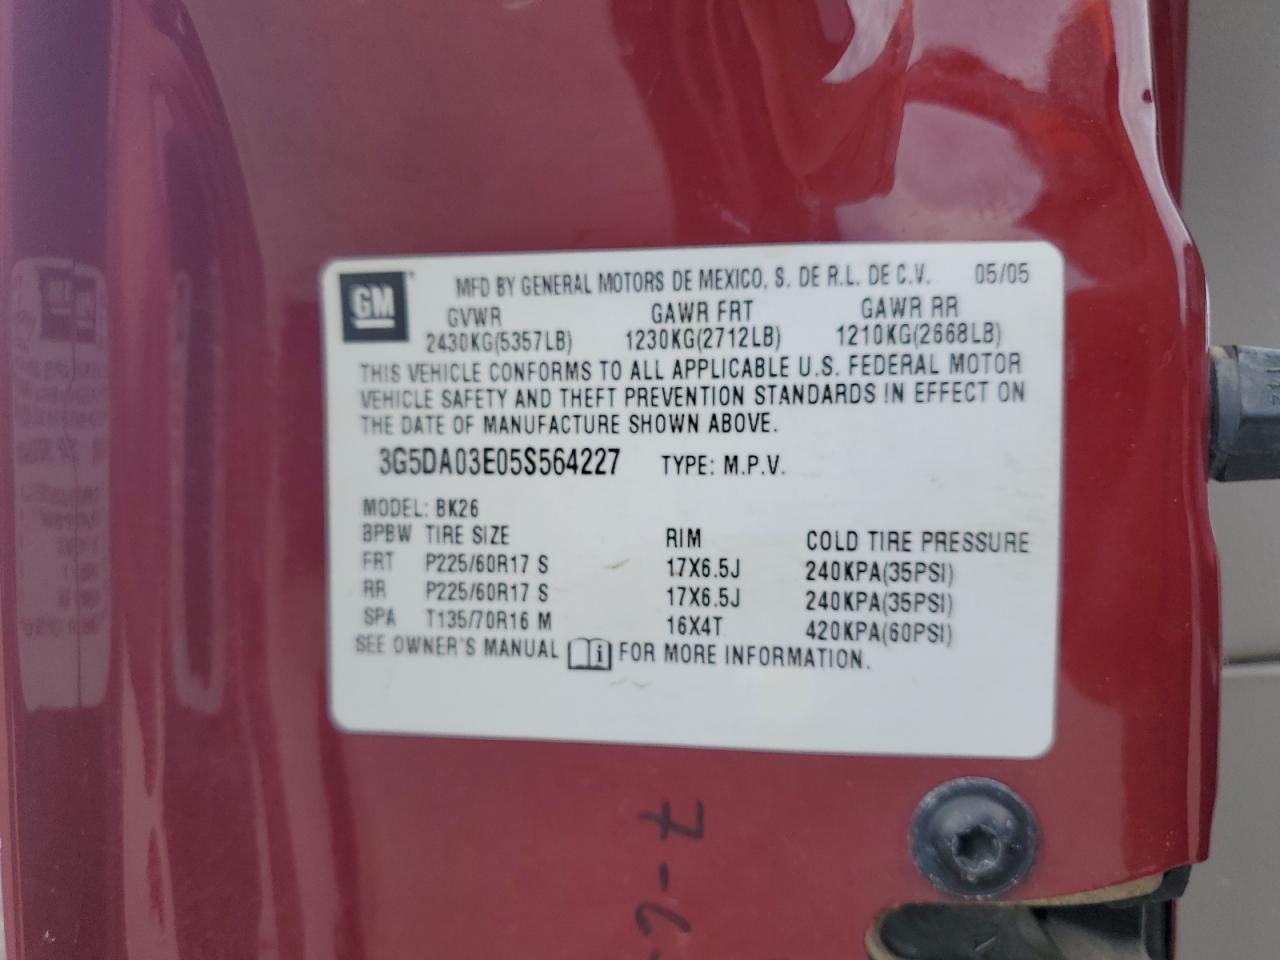 GM MFD BY GENERAL MOTORS DE MEXICO, S. DE R.L. DE C.V. 05/05
GVWR GAWR FRT GAWR RR
2430KG(5357LB) 1230KG(2712LB) 1210KG(2668LB)
THIS VEHICLE CONFORMS TO ALL APPLICABLE U.S. FEDERAL MOTOR
VEHICLE SAFETY AND THEFT PREVENTION STANDARDS IN EFFECT ON
THE DATE OF MANUFACTURE SHOWN ABOVE.
3G5DA03E05S564227 TYPE: M.P.V.
MODEL: BK26
BPBW TIRE SIZE RIM COLD TIRE PRESSURE
FRT P225/60R17 S 17X6.5J 240KPA(35PSI)
RR P225/60R17 S 17X6.5J 240KPA(35PSI)
SPA T135/70R16 M 16X4T 420KPA(60PSI)
SEE OWNER'S MANUAL i FOR MORE INFORMATION.